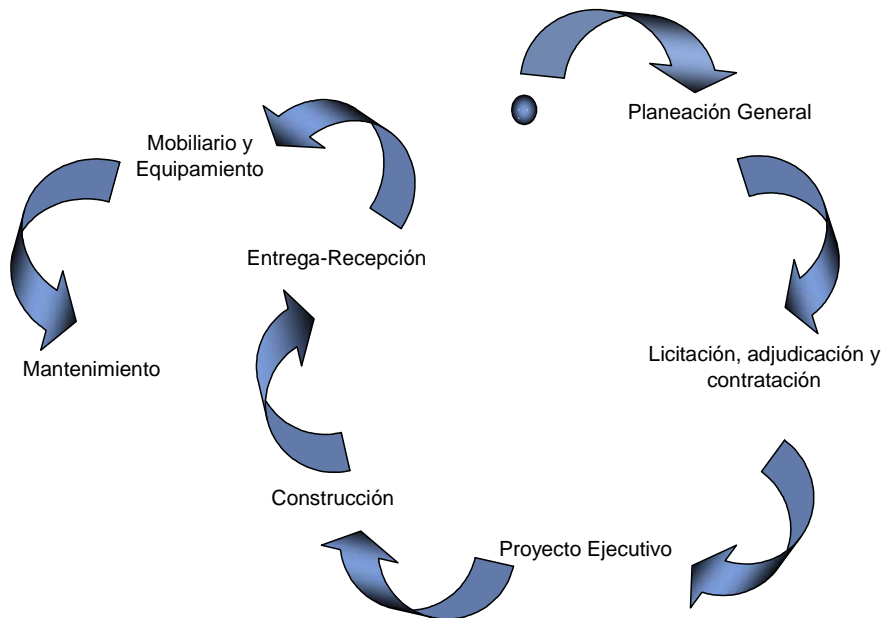 Planeación General
Licitación, adjudicación y
contratación
Proyecto Ejecutivo
Construcción
Entrega-Recepción
Mobiliario y
Equipamiento
Mantenimiento